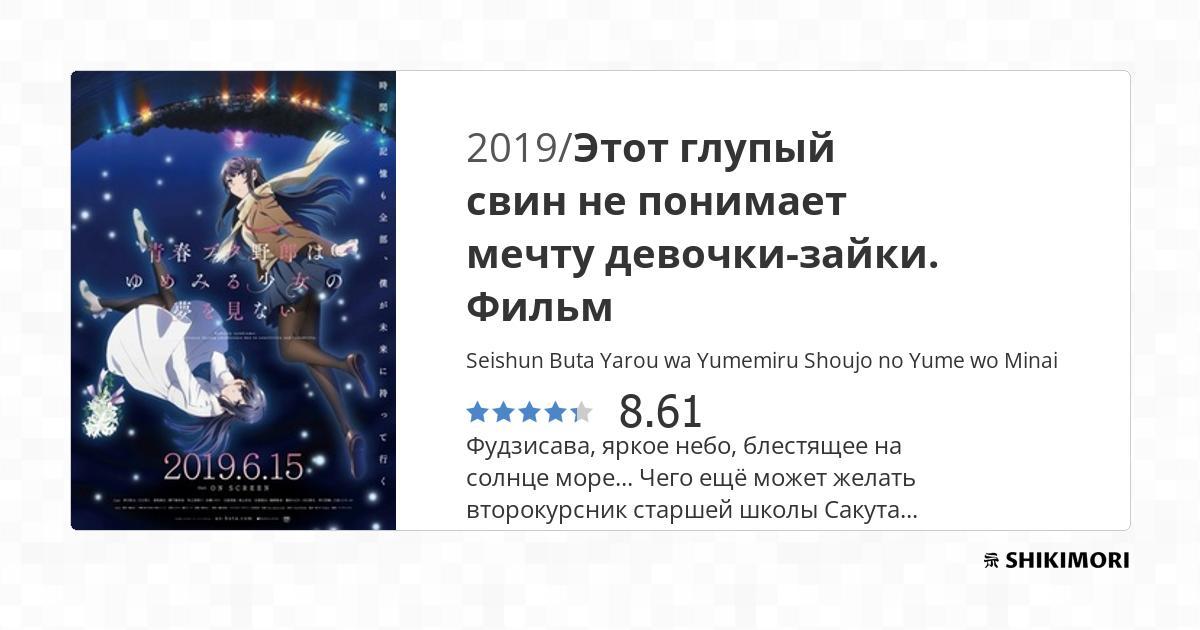 時間も記憶も全部、僕が未来に持って行く
青春ブタ野郎は
ゆめみる少女の
夢を見ない
2019.6.15
ON SCREEN
2019/Этот глупый
свин не понимает
мечту девочки-зайки.
Фильм
Seishun Buta Yarou wa Yumemiru Shoujo no Yume wo Minai
8.61
Фудзисава, яркое небо, блестящее на
солнце море... Чего ещё может желать
второкурсник старшей школы Сакута...
SHIKIMORI